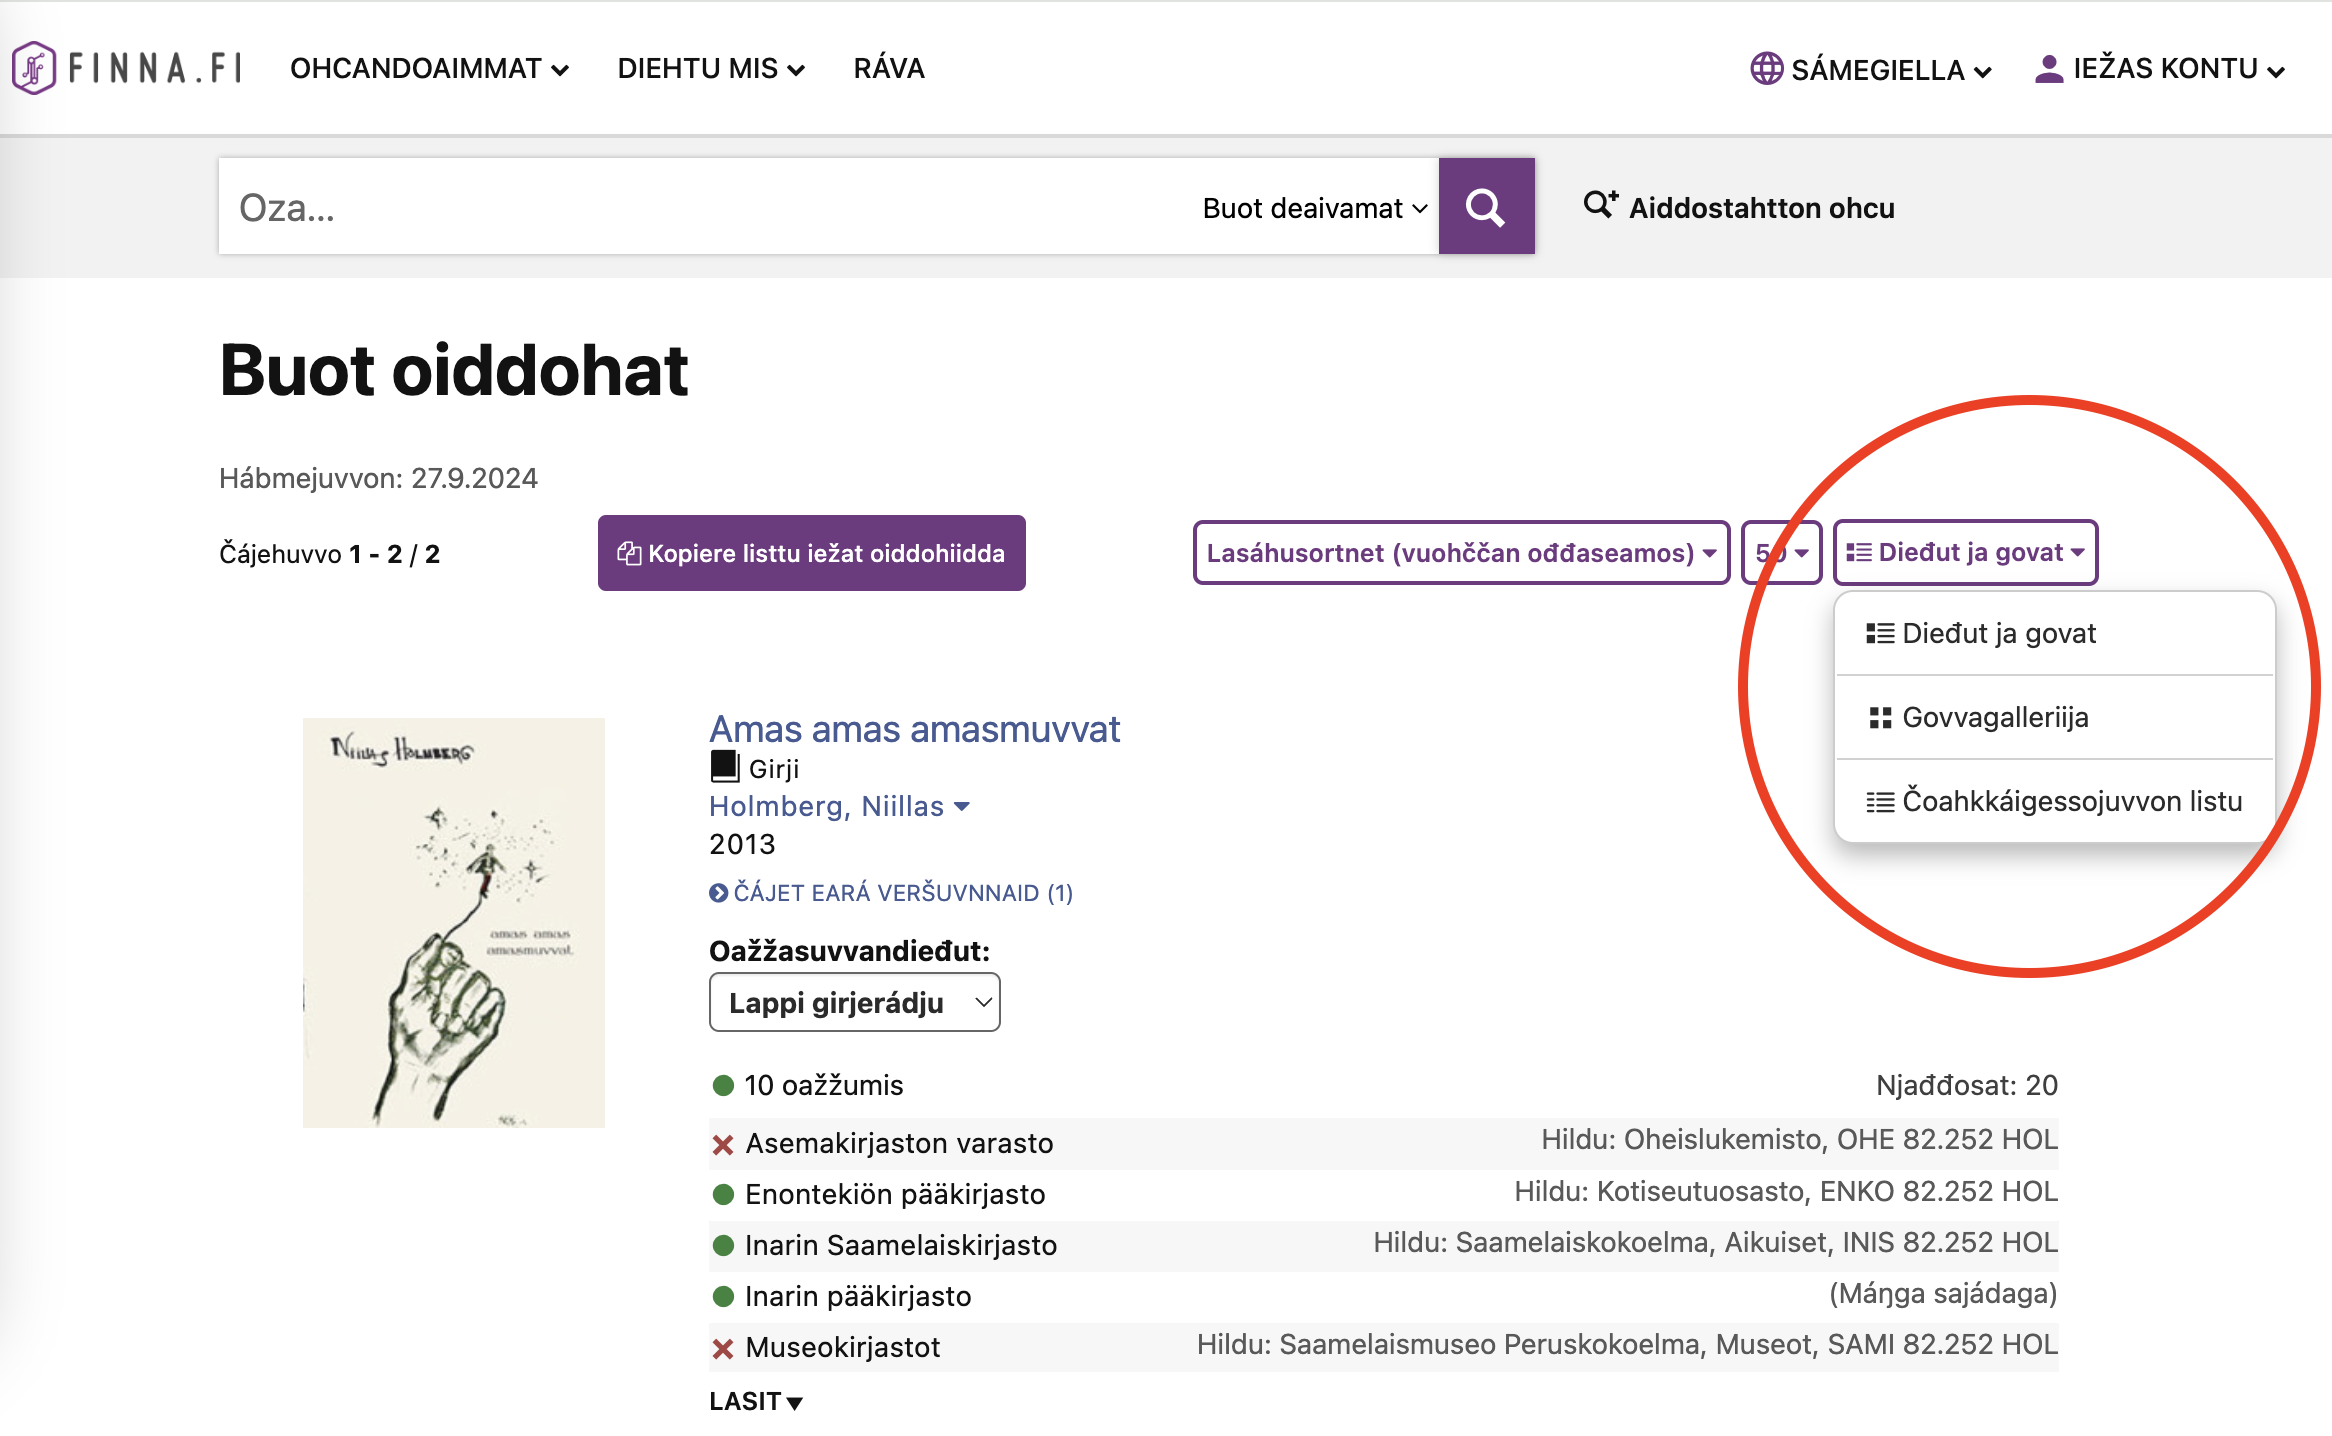 FINNA.FI OHCANDOAIMMAT DIEHTU MIS RÁVA SÁMEGIELLA IEŽAS KONTU
Oza... Buot deaivamat Aiddostahtton ohcu
Buot oiddohat
Hábmejuvvon: 27.9.2024
Čájehuvvo 1 - 2 / 2 Kopiere listtu iežat oiddohiidda Lasáhusortnet (vuohččan ođđaseamos) 50 Dieđut ja govat
Dieđut ja govat
Govvagalleriija
Čoahkkáigessojuvvon listu
Niillas Holmberg
amas amas
amasmuvvat
Amas amas amasmuvvat
Girji
Holmberg, Niillas
2013
ČÁJET EARÁ VERŠUVNNAID (1)
Oažžasuvvandieđut:
Lappi girjerádju
10 oažžumis Njađđosat: 20
Asemakirjaston varasto Hildu: Oheislukemisto, OHE 82.252 HOL
Enontekiön pääkirjasto Hildu: Kotiseutuosasto, ENKO 82.252 HOL
Inarin Saamelaiskirjasto Hildu: Saamelaiskokoelma, Aikuiset, INIS 82.252 HOL
Inarin pääkirjasto (Máŋga sajádaga)
Museokirjastot Hildu: Saamelaismuseo Peruskokoelma, Museot, SAMI 82.252 HOL
LASIT